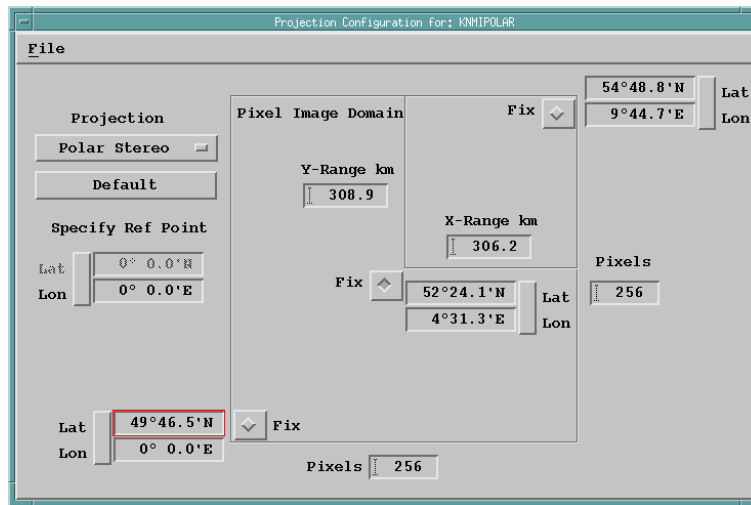 Projection Configuration for: KNMIPOLAR
File
54°48.8'N Lat
9°44.7'E Lon
Fix
Pixel Image Domain
Projection
Polar Stereo
Default
Y-Range km
308.9
X-Range km
306.2
Specify Ref Point
Lat 0° 0.0'N
Lon 0° 0.0'E
Fix
52°24.1'N Lat
4°31.3'E Lon
Pixels
256
Lat 49°46.5'N
Lon 0° 0.0'E
Fix
Pixels 256